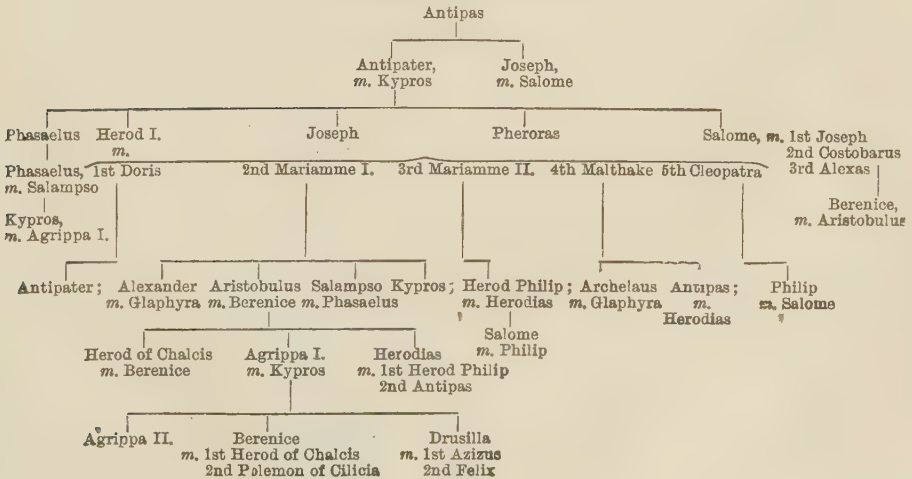 Antipas
Antipater, Joseph,
m. Kypros m. Salome
Phasaelus Herod I. Joseph Pheroras Salome, m. 1st Joseph
m. 2nd Costobarus
Phasaelus, 1st Doris 2nd Mariamme I. 3rd Mariamme II. 4th Malthake 5th Cleopatra 3rd Alexas
m. Salampso
Berenice,
Kypros, m. Aristobulus
m. Agrippa I.
Antipater; Alexander Aristobulus Salampso Kypros; Herod Philip; Archelaus Antipas; Philip
m. Glaphyra m. Berenice m. Phasaelus m. Herodias m. Glaphyra m. m. Salome
Herodias
Salome
m. Philip
Herod of Chalcis Agrippa I. Herodias
m. Berenice m. Kypros m. 1st Herod Philip
2nd Antipas
Agrippa II. Berenice Drusilla
m. 1st Herod of Chalcis m. 1st Azizus
2nd Polemon of Cilicia 2nd Felix